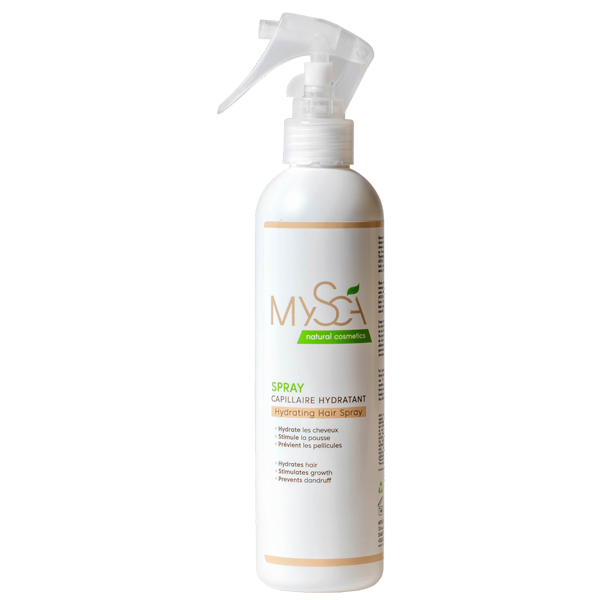 MYSCA
natural cosmetics
SPRAY
CAPILLAIRE HYDRATANT
Hydrating Hair Spray
• Hydrate les cheveux
• Stimule la pousse
• Prévient les pellicules
• Hydrates hair
• Stimulates growth
• Prevents dandruff